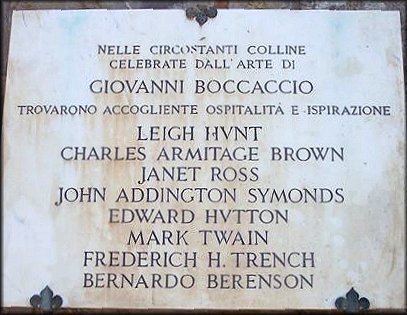 NELLE CIRCOSTANTI COLLINE
CELEBRATE DALL'ARTE DI
GIOVANNI BOCCACCIO
TROVARONO ACCOGLIENTE OSPITALITÀ E ISPIRAZIONE
LEIGH HVNT
CHARLES ARMITAGE BROWN
JANET ROSS
JOHN ADDINGTON SYMONDS
EDWARD HVTTON
MARK TWAIN
FREDERICH H. TRENCH
BERNARDO BERENSON